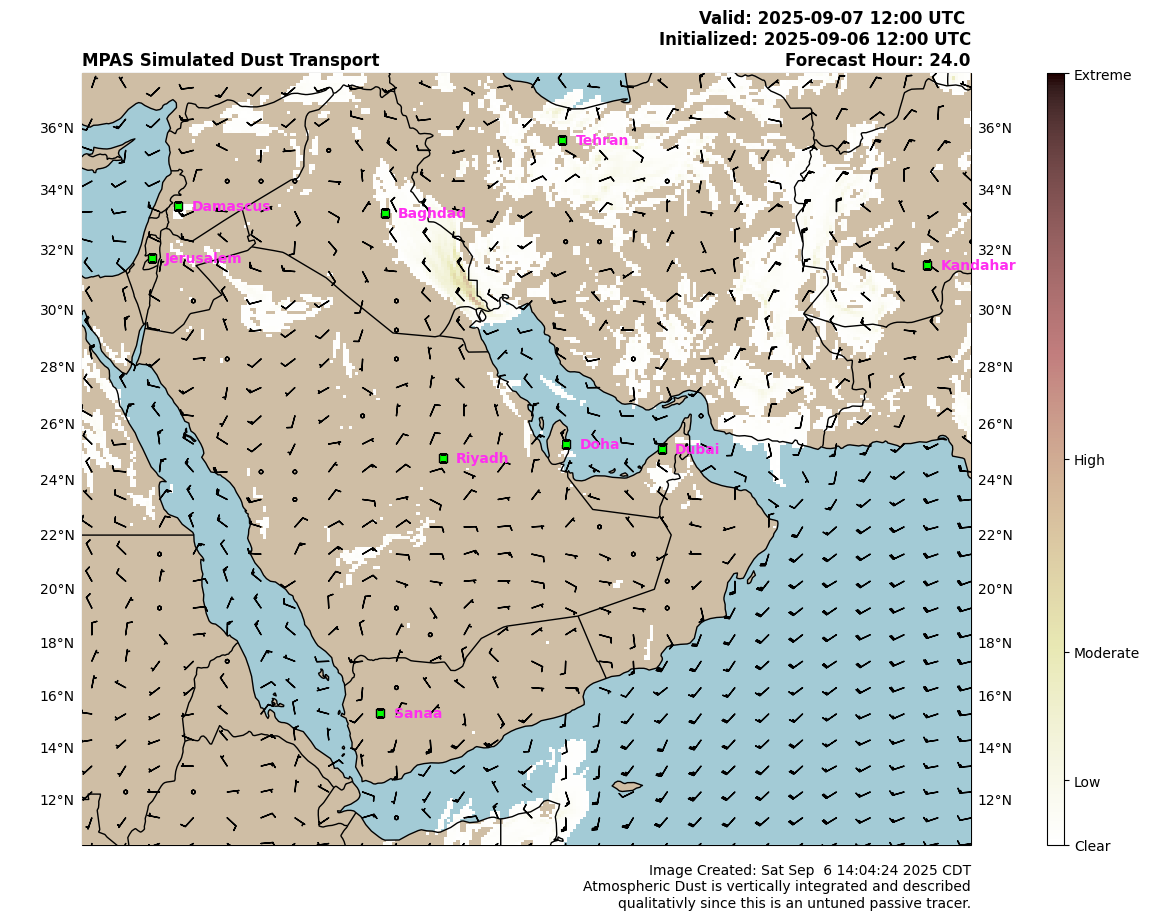 Valid: 2025-09-07 12:00 UTC
Initialized: 2025-09-06 12:00 UTC
MPAS Simulated Dust Transport Forecast Hour: 24.0
Extreme
36°N 36°N
Tehran
34°N 34°N
Damascus
Baghdad
32°N 32°N
Jerusalem
Kandahar
30°N 30°N
28°N 28°N
26°N 26°N
Doha
Dubai
Riyadh
High
24°N 24°N
22°N 22°N
20°N 20°N
18°N 18°N
Moderate
16°N 16°N
Sanaa
14°N 14°N
Low
12°N 12°N
Clear
Image Created: Sat Sep  6 14:04:24 2025 CDT
Atmospheric Dust is vertically integrated and described
qualitativly since this is an untuned passive tracer.